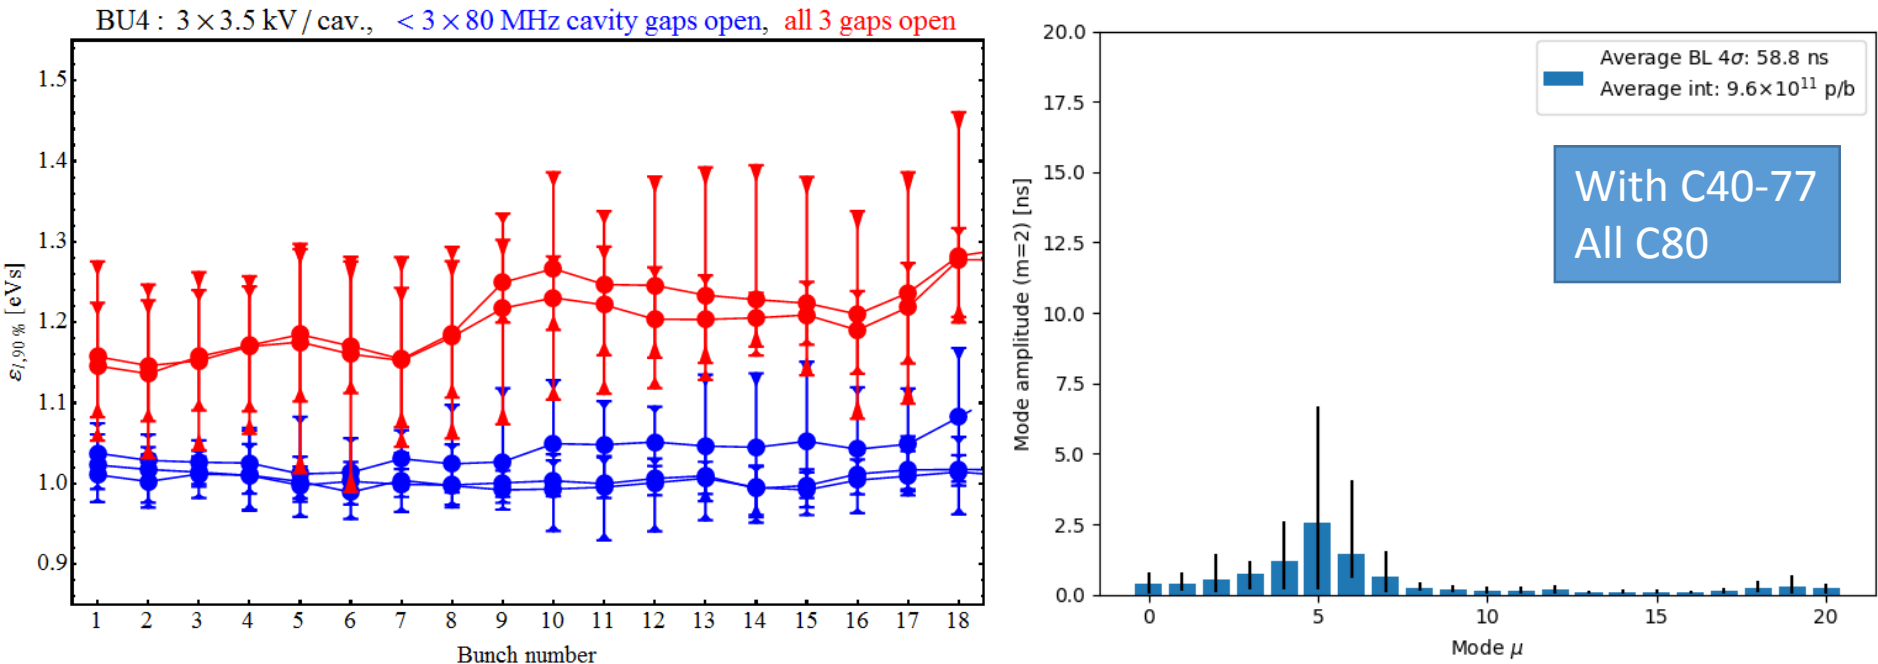 BU4 : 3 × 3.5 kV / cav., < 3 × 80 MHz cavity gaps open, all 3 gaps open
1.5
1.4
1.3
1.2
1.1
1.0
0.9
εl,90 % [eVs]
1 2 3 4 5 6 7 8 9 10 11 12 13 14 15 16 17 18
Bunch number
20.0
17.5
15.0
12.5
10.0
7.5
5.0
2.5
0.0
Mode amplitude (m=2) [ns]
Average BL 4σ: 58.8 ns
Average int: 9.6×10¹¹ p/b
With C40-77
All C80
0 5 10 15 20
Mode μ